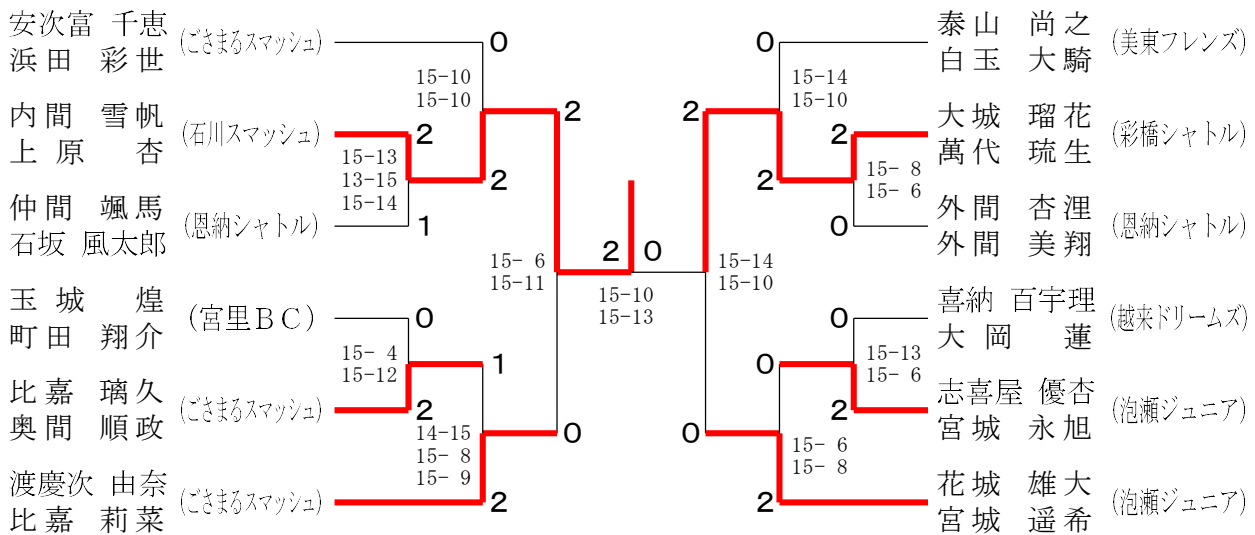 安次富 千恵
浜田 彩世
(ごさまるスマッシュ)
0
15-10
15-10
2
内間 雪帆
上原 杏
(石川スマッシュ)
2
15-13
13-15
15-14
2
仲間 颯馬
石坂 風太郎
(恩納シャトル)
1
15- 6
15-11
玉城 煌
町田 翔介
(宮里BC)
0
15- 4
15-12
1
比嘉 璃久
奥間 順政
(ごさまるスマッシュ)
2
14-15
15- 8
15- 9
0
渡慶次 由奈
比嘉 莉菜
(ごさまるスマッシュ)
2
2 0
15-10
15-13
泰山 尚之
白玉 大騎
(美東フレンズ)
0
15-14
15-10
2
大城 瑠花
萬代 琉生
(彩橋シャトル)
2
15- 8
15- 6
2
外間 杏浬
外間 美翔
(恩納シャトル)
0
15-14
15-10
喜納 百宇理
大岡 蓮
(越来ドリームズ)
0
15-13
15- 6
0
志喜屋 優杏
宮城 永旭
(泡瀬ジュニア)
2
15- 6
15- 8
0
花城 雄大
宮城 遥希
(泡瀬ジュニア)
2